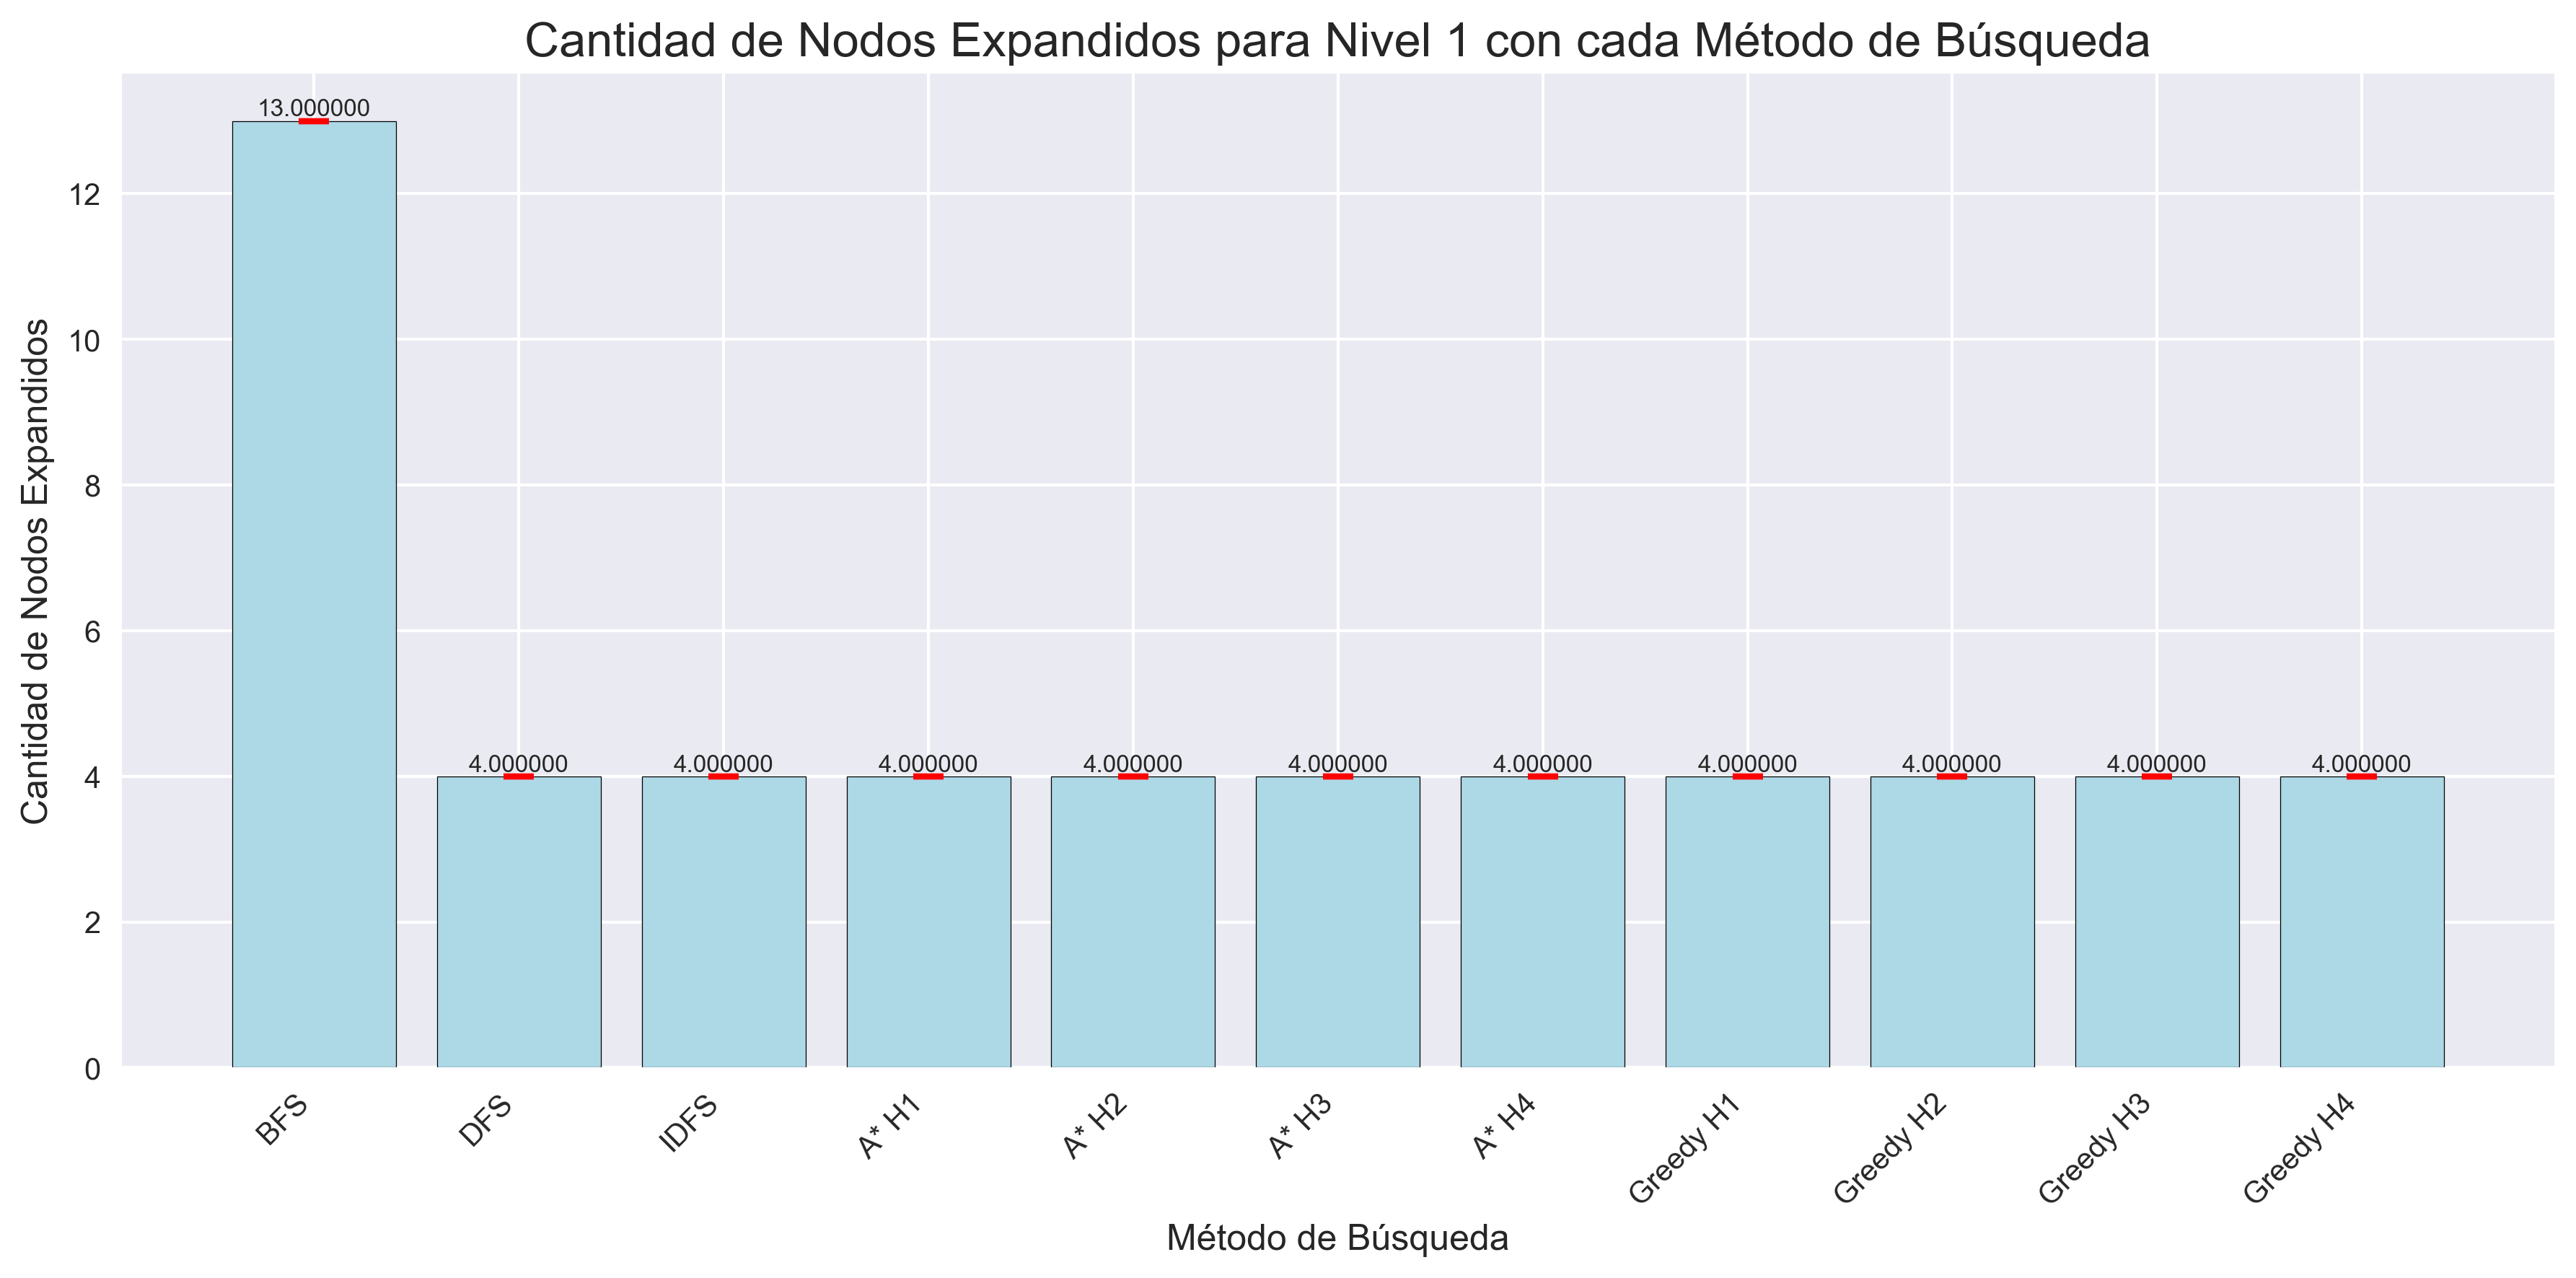 Cantidad de Nodos Expandidos para Nivel 1 con cada Método de Búsqueda
Cantidad de Nodos Expandidos
12
10
8
6
4
2
0
13.000000
4.000000
4.000000
4.000000
4.000000
4.000000
4.000000
4.000000
4.000000
4.000000
4.000000
BFS
DFS
IDFS
A* H1
A* H2
A* H3
A* H4
Greedy H1
Greedy H2
Greedy H3
Greedy H4
Método de Búsqueda